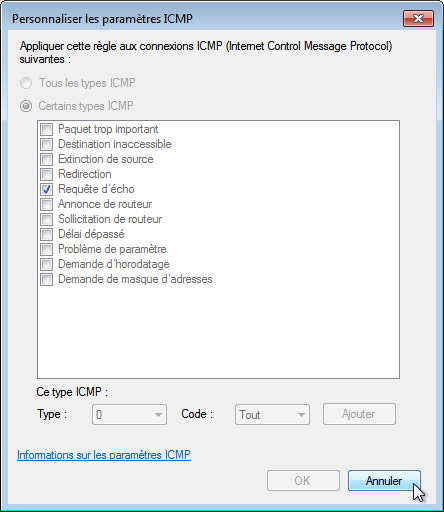 Personnaliser les paramètres ICMP
Appliquer cette règle aux connexions ICMP (Internet Control Message Protocol)
suivantes :
Tous les types ICMP
Certains types ICMP
Paquet trop important
Destination inaccessible
Extinction de source
Redirection
Requête d'écho
Annonce de routeur
Sollicitation de routeur
Délai dépassé
Problème de paramètre
Demande d'horodatage
Demande de masque d'adresses
Ce type ICMP :
Type : 0 Code : Tout Ajouter
Informations sur les paramètres ICMP
OK Annuler